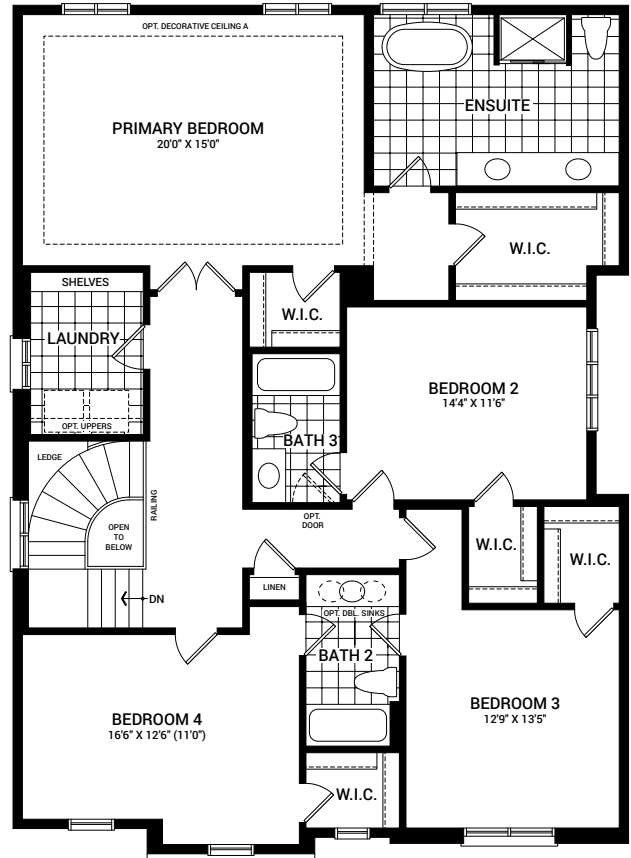 OPT. DECORATIVE CEILING A
PRIMARY BEDROOM
20'0" X 15'0"
ENSUITE
W.I.C.
SHELVES
LAUNDRY
OPT. UPPERS
W.I.C.
BEDROOM 2
14'4" X 11'6"
BATH 3
LEDGE
OPEN
TO
BELOW
RAILING
DN
OPT.
DOOR
LINEN
W.I.C.
W.I.C.
OPT. DBL. SINKS
BATH 2
BEDROOM 4
16'6" X 12'6" (11'0")
BEDROOM 3
12'9" X 13'5"
W.I.C.